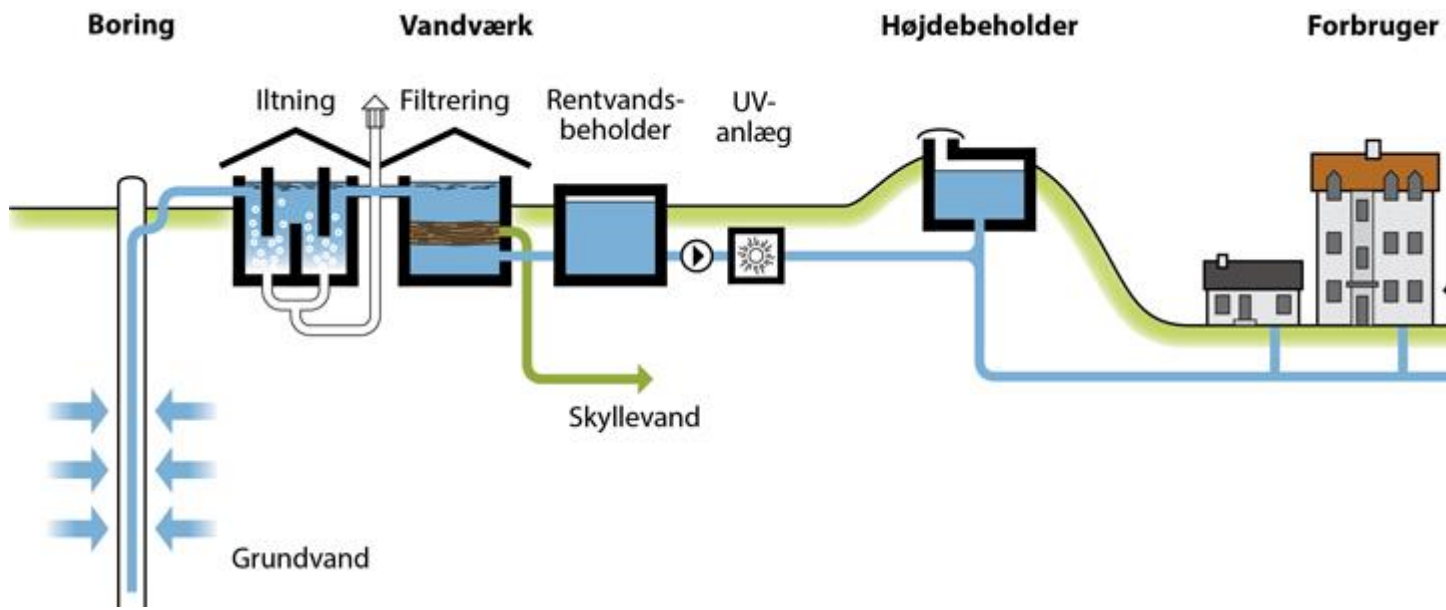 Boring
Vandværk
Højdebeholder
Forbruger
Iltning
Filtrering
Rentvands-
beholder
UV-
anlæg
Skyllevand
Grundvand